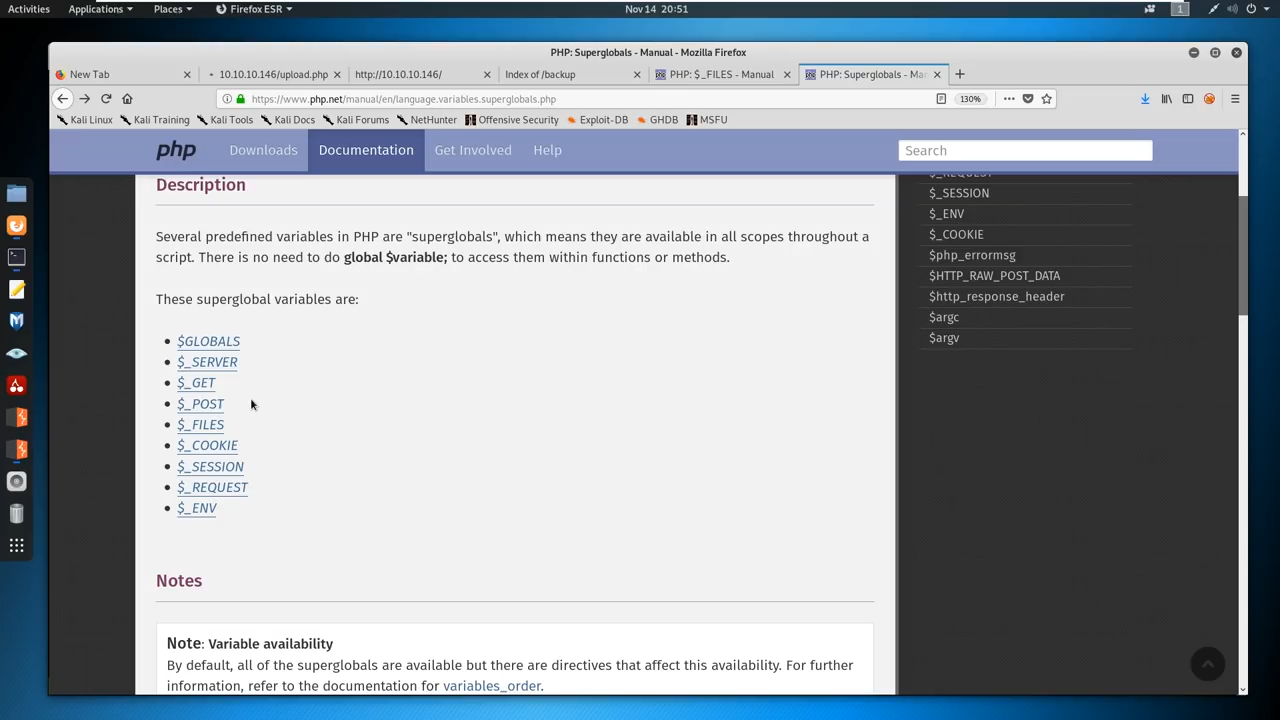 Activities
Applications
Places
Firefox ESR
Nov 14 20:51
1
PHP: Superglobals - Manual - Mozilla Firefox
New Tab
10.10.10.146/upload.php
http://10.10.10.146/
Index of /backup
PHP: $_FILES - Manual
PHP: Superglobals - Man
https://www.php.net/manual/en/language.variables.superglobals.php
130%
Kali Linux
Kali Training
Kali Tools
Kali Docs
Kali Forums
NetHunter
Offensive Security
Exploit-DB
GHDB
MSFU
php
Downloads
Documentation
Get Involved
Help
Search
Description
Several predefined variables in PHP are "superglobals", which means they are available in all scopes throughout a
script. There is no need to do global $variable; to access them within functions or methods.
These superglobal variables are:
$GLOBALS
$_SERVER
$_GET
$_POST
$_FILES
$_COOKIE
$_SESSION
$_REQUEST
$_ENV
Notes
Note: Variable availability
By default, all of the superglobals are available but there are directives that affect this availability. For further
information, refer to the documentation for variables_order.
$_REQUEST
$_SESSION
$_ENV
$_COOKIE
$php_errormsg
$HTTP_RAW_POST_DATA
$http_response_header
$argc
$argv